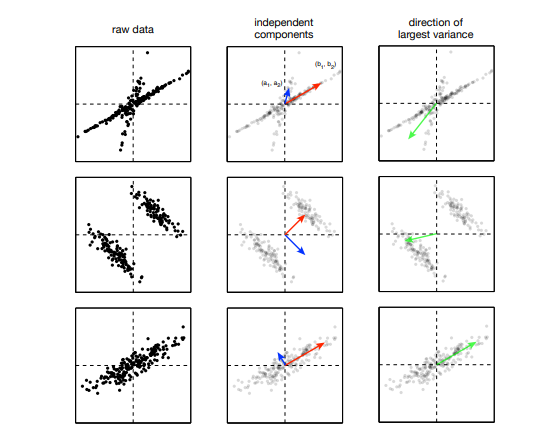 raw data
independent
components
direction of
largest variance
(a₁, a₂)
(b₁, b₂)